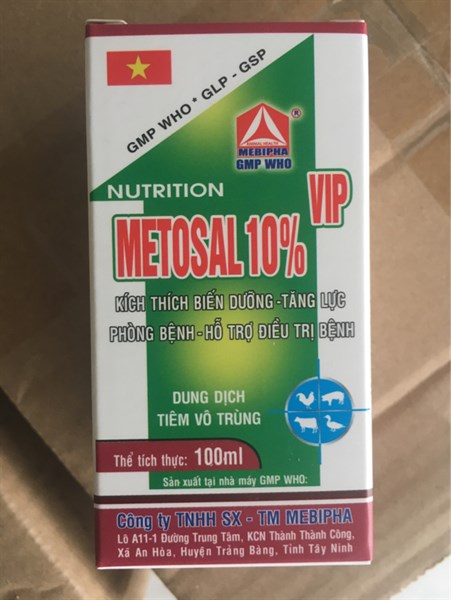 GMP WHO * GLP - GSP
ANIMAL HEALTH
MEBIPHA
®
GMP WHO
NUTRITION
VIP
METOSAL 10%
KÍCH THÍCH BIẾN DƯỠNG-TĂNG LỰC
PHÒNG BỆNH-HỖ TRỢ ĐIỀU TRỊ BỆNH
DUNG DỊCH
TIÊM VÔ TRÙNG
Thể tích thực: 100ml
Sản xuất tại nhà máy GMP WHO:
Công ty TNHH SX - TM MEBIPHA
Lô A11-1 Đường Trung Tâm, KCN Thành Thành Công,
Xã An Hòa, Huyện Trảng Bàng, Tỉnh Tây Ninh